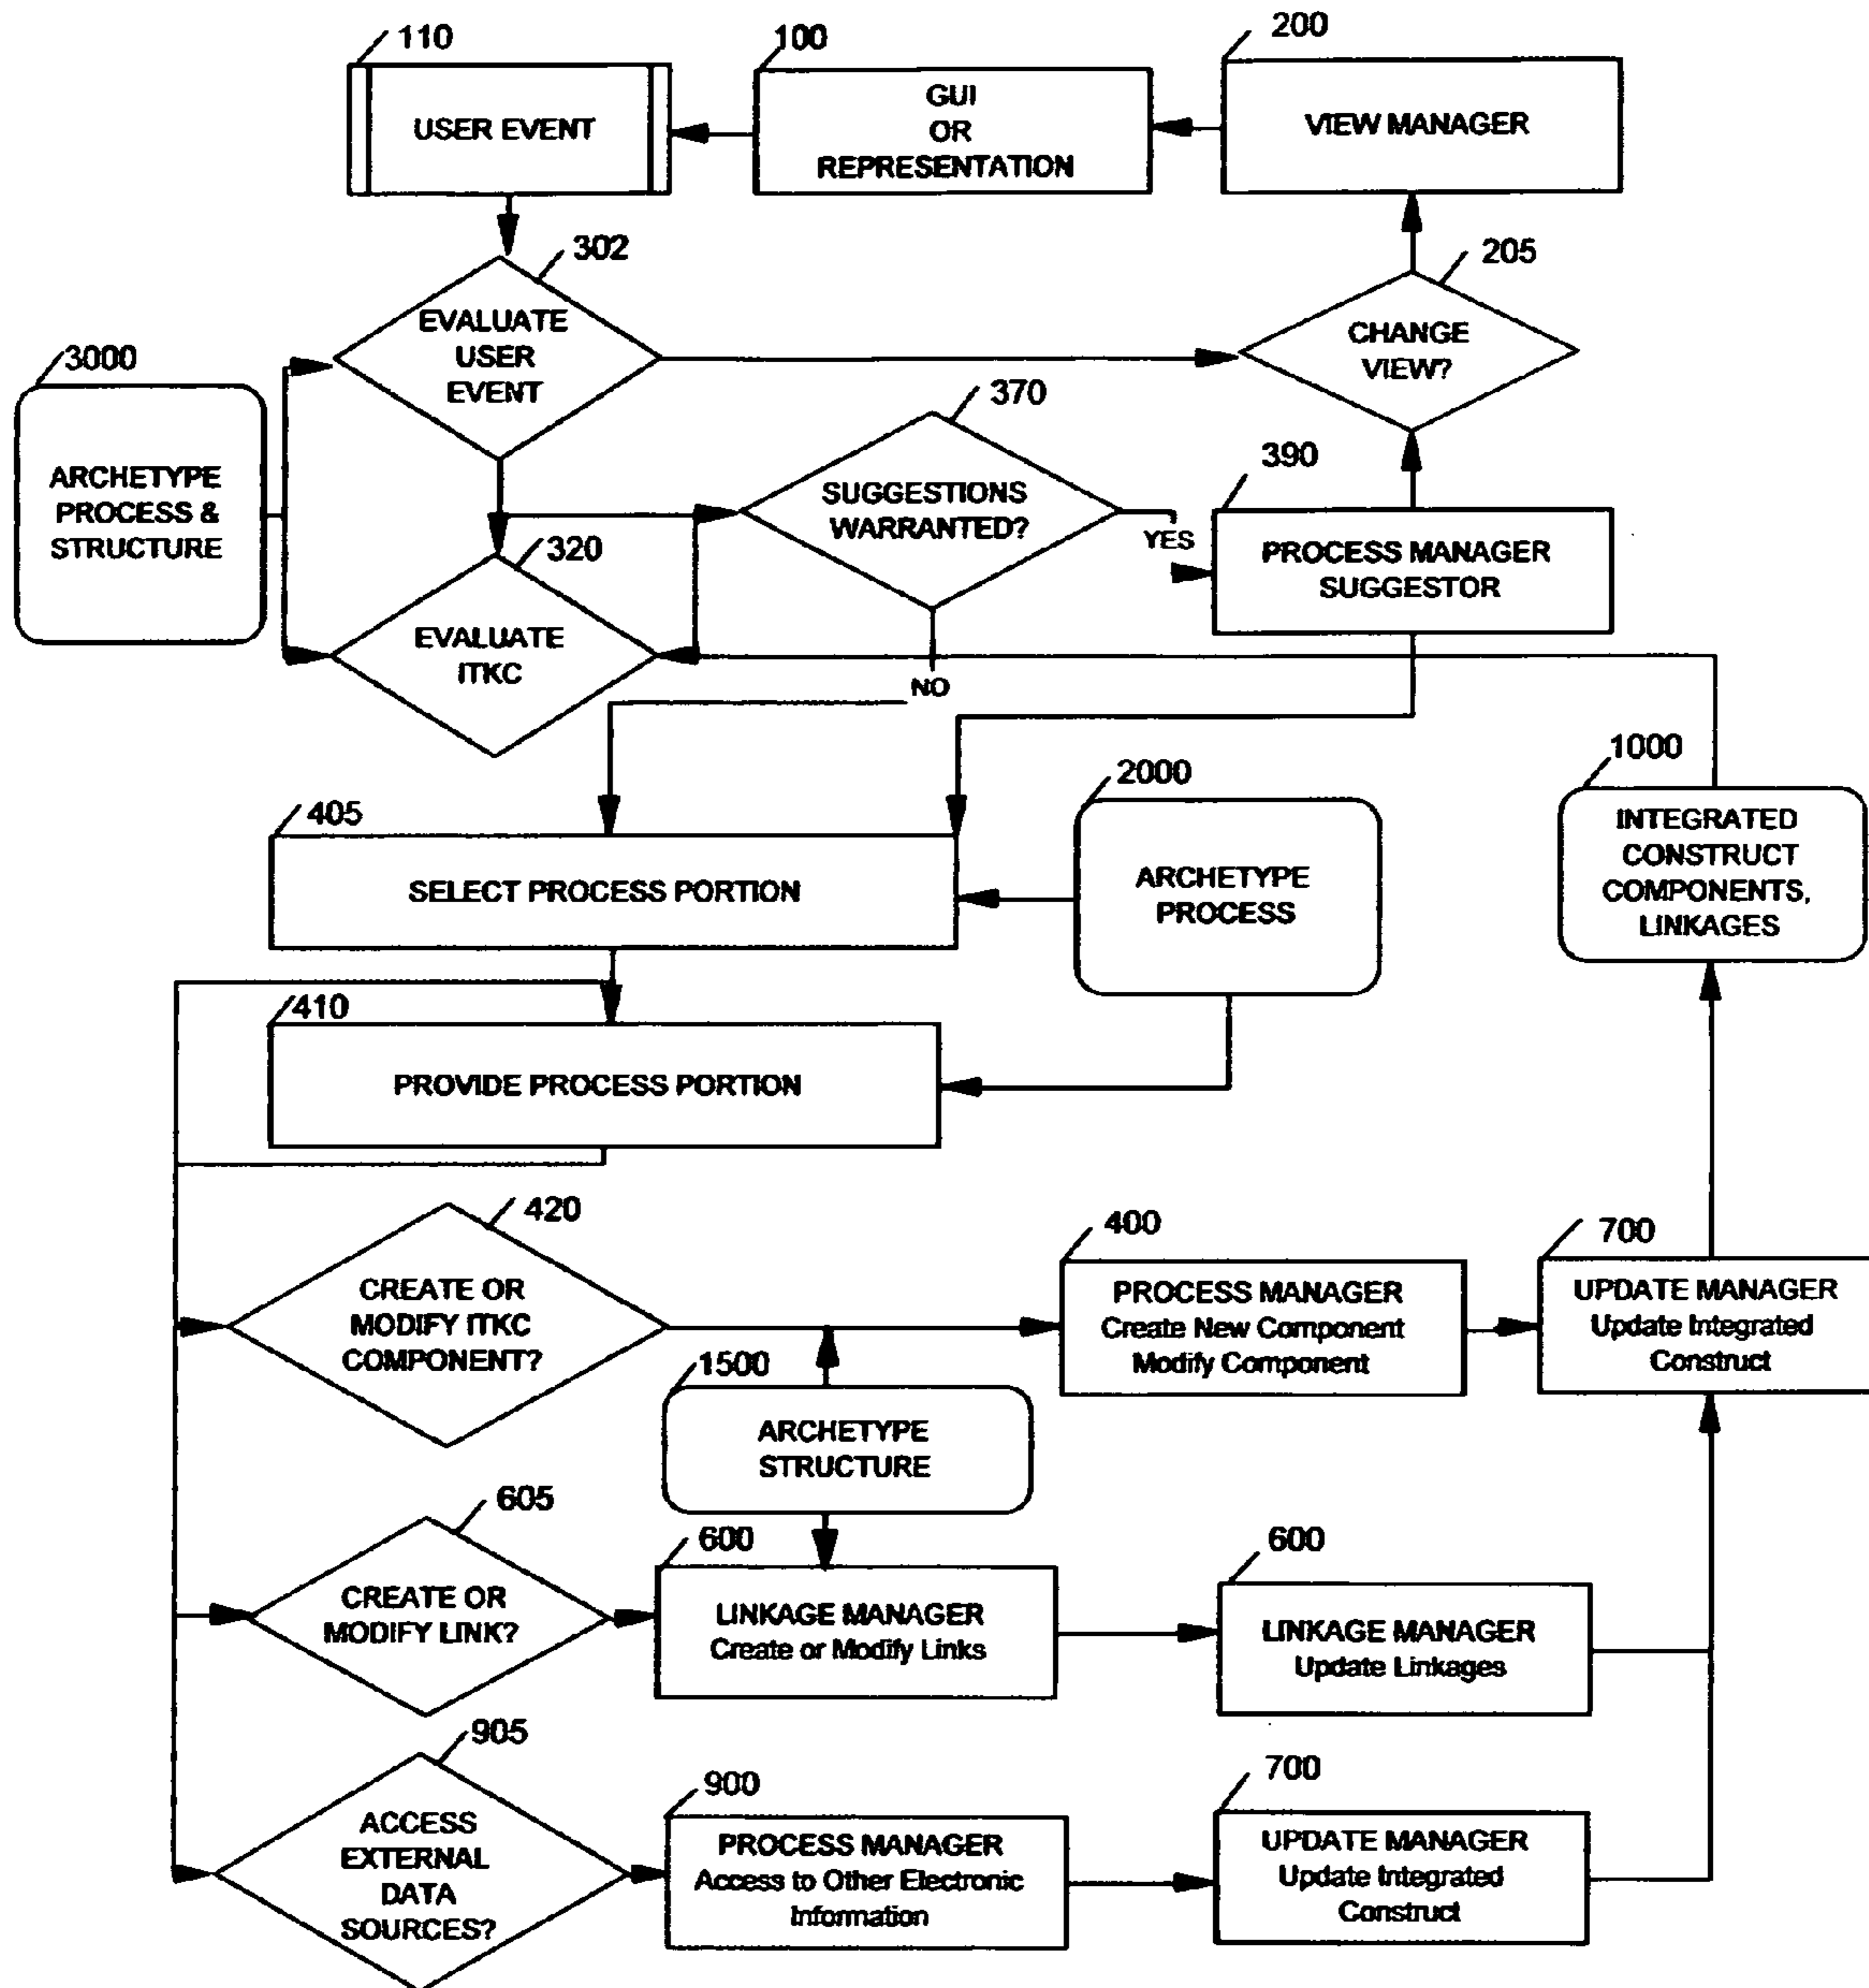 110
100
200
USER EVENT
GUI
OR
REPRESENTATION
VIEW MANAGER
302
205
EVALUATE
USER
EVENT
CHANGE
VIEW?
3000
ARCHETYPE
PROCESS &
STRUCTURE
370
SUGGESTIONS
WARRANTED?
YES
NO
390
PROCESS MANAGER
SUGGESTOR
320
EVALUATE
ITKC
1000
INTEGRATED
CONSTRUCT
COMPONENTS,
LINKAGES
2000
ARCHETYPE
PROCESS
405
SELECT PROCESS PORTION
410
PROVIDE PROCESS PORTION
420
CREATE OR
MODIFY ITKC
COMPONENT?
400
PROCESS MANAGER
Create New Component
Modify Component
700
UPDATE MANAGER
Update Integrated
Construct
1500
ARCHETYPE
STRUCTURE
605
CREATE OR
MODIFY LINK?
600
LINKAGE MANAGER
Create or Modify Links
600
LINKAGE MANAGER
Update Linkages
905
ACCESS
EXTERNAL
DATA
SOURCES?
900
PROCESS MANAGER
Access to Other Electronic
Information
700
UPDATE MANAGER
Update Integrated
Construct